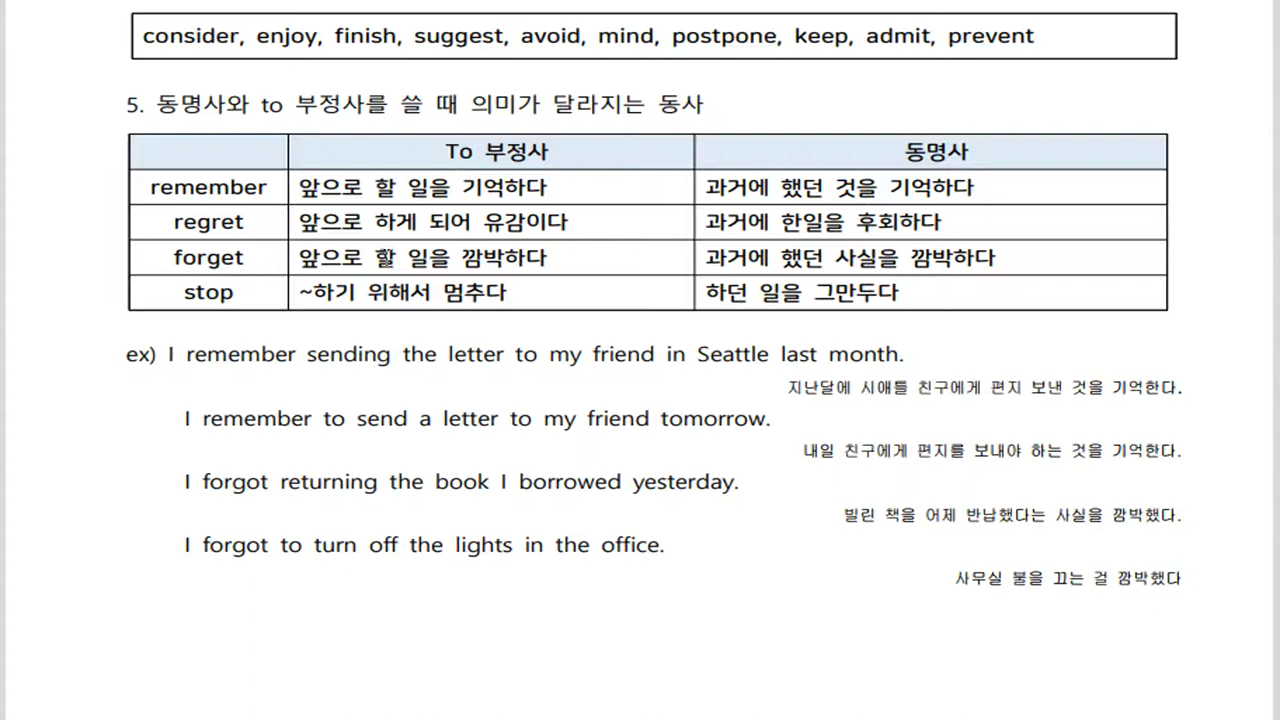 consider, enjoy, finish, suggest, avoid, mind, postpone, keep, admit, prevent
5. 동명사와 to 부정사를 쓸 때 의미가 달라지는 동사
To 부정사 동명사
remember 앞으로 할 일을 기억하다 과거에 했던 것을 기억하다
regret 앞으로 하게 되어 유감이다 과거에 한일을 후회하다
forget 앞으로 할 일을 깜박하다 과거에 했던 사실을 깜박하다
stop ~하기 위해서 멈추다 하던 일을 그만두다
ex) I remember sending the letter to my friend in Seattle last month.
지난달에 시애틀 친구에게 편지 보낸 것을 기억한다.
I remember to send a letter to my friend tomorrow.
내일 친구에게 편지를 보내야 하는 것을 기억한다.
I forgot returning the book I borrowed yesterday.
빌린 책을 어제 반납했다는 사실을 깜박했다.
I forgot to turn off the lights in the office.
사무실 불을 끄는 걸 깜박했다